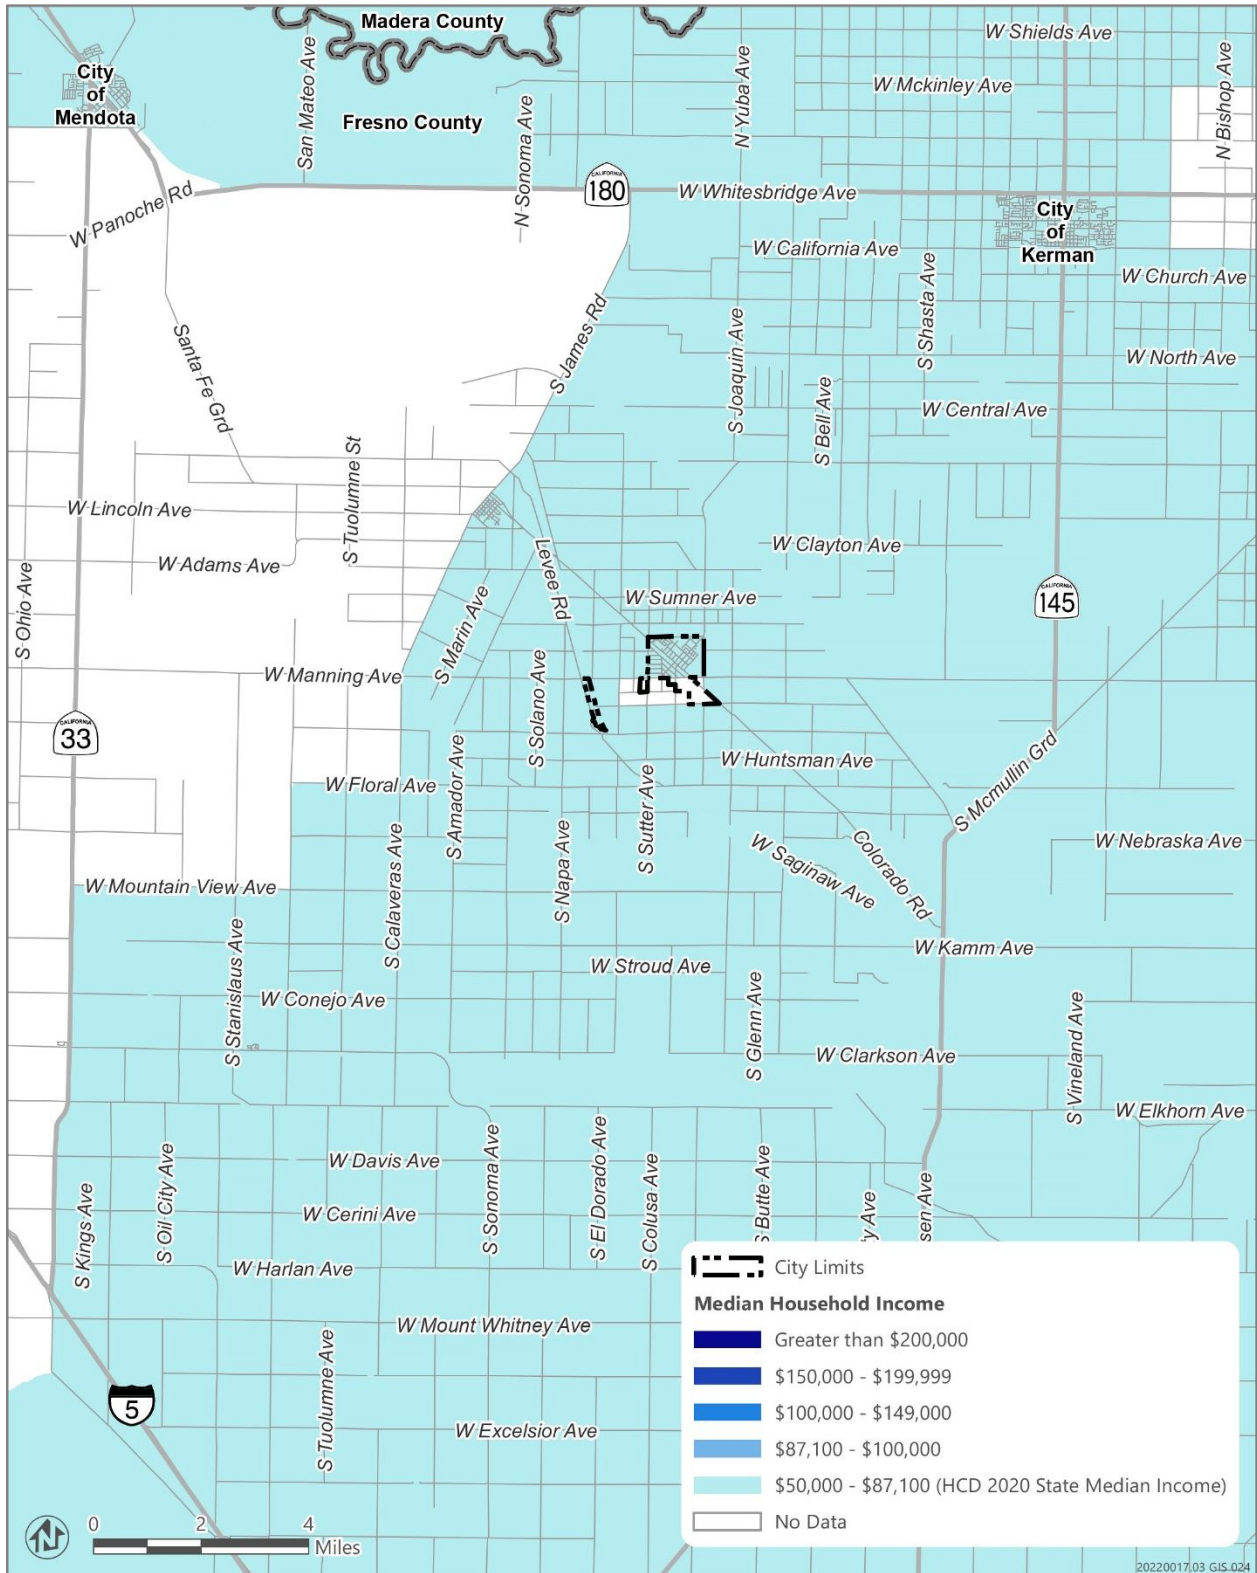 Madera County
W Shields Ave
City
of
Mendota
San Mateo Ave
Fresno County
N Sonoma Ave
N Yuba Ave
W Mckinley Ave
N Bishop Ave
W Panoche Rd
CALIFORNIA
180
W Whitesbridge Ave
City
of
Kerman
W California Ave
W Church Ave
S Shasta Ave
S James Rd
Santa Fe Grd
S Joaquin Ave
W North Ave
S Bell Ave
W Central Ave
S Tuolumne St
W Lincoln Ave
W Adams Ave
Levee Rd
W Clayton Ave
S Ohio Ave
W Sumner Ave
CALIFORNIA
145
S Marin Ave
W Manning Ave
S Solano Ave
CALIFORNIA
33
W Floral Ave
S Amador Ave
W Huntsman Ave
S Sutter Ave
S Mcmullin Grd
S Calaveras Ave
S Napa Ave
W Saginaw Ave
Colorado Rd
W Nebraska Ave
W Mountain View Ave
S Stanislaus Ave
W Stroud Ave
W Kamm Ave
W Conejo Ave
S Glenn Ave
W Clarkson Ave
S Vineland Ave
W Elkhorn Ave
S Kings Ave
S Oil City Ave
W Davis Ave
W Cerini Ave
S Sonoma Ave
S El Dorado Ave
S Colusa Ave
S Butte Ave
ty Ave
sen Ave
W Harlan Ave
W Mount Whitney Ave
5
S Tuolumne Ave
W Excelsior Ave
City Limits
Median Household Income
Greater than $200,000
$150,000 - $199,999
$100,000 - $149,000
$87,100 - $100,000
$50,000 - $87,100 (HCD 2020 State Median Income)
No Data
N
0 2 4
Miles
20220017.03 GIS 024